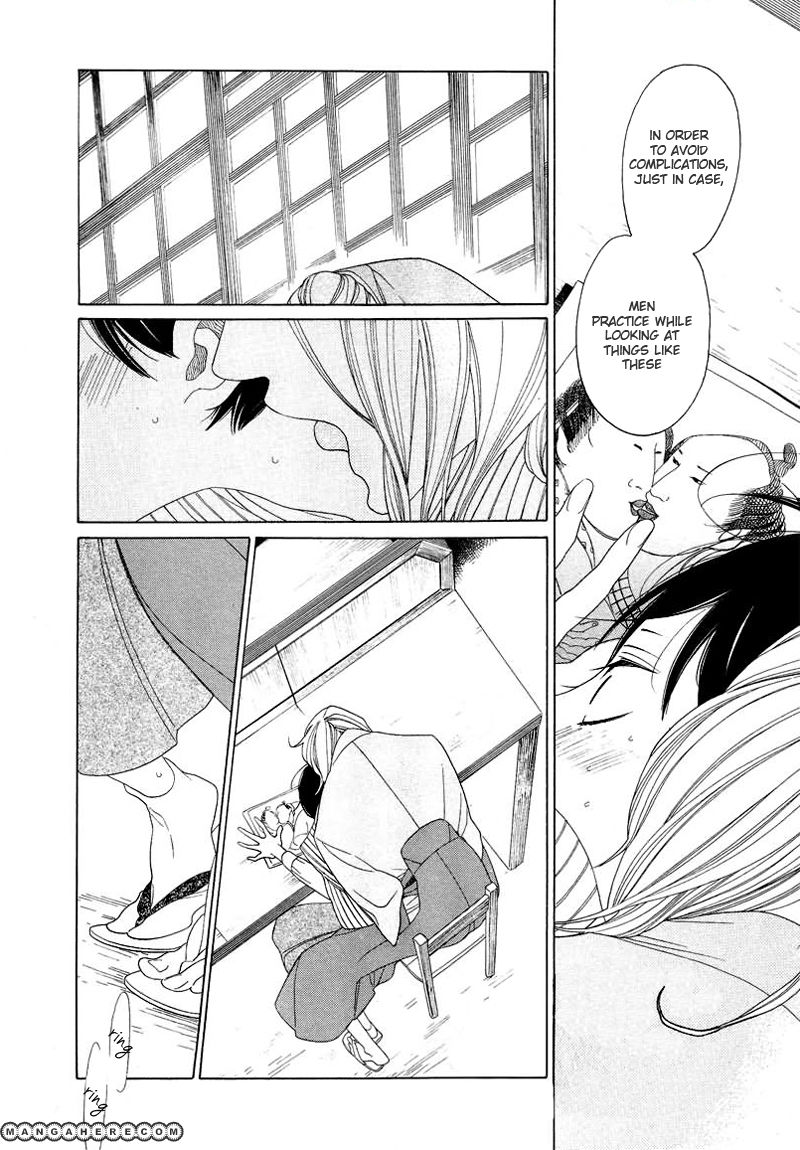 IN ORDER
TO AVOID
COMPLICATIONS,
JUST IN CASE,
MEN
PRACTICE WHILE
LOOKING AT
THINGS LIKE
THESE
ring
ring
MANGAHERE.COM